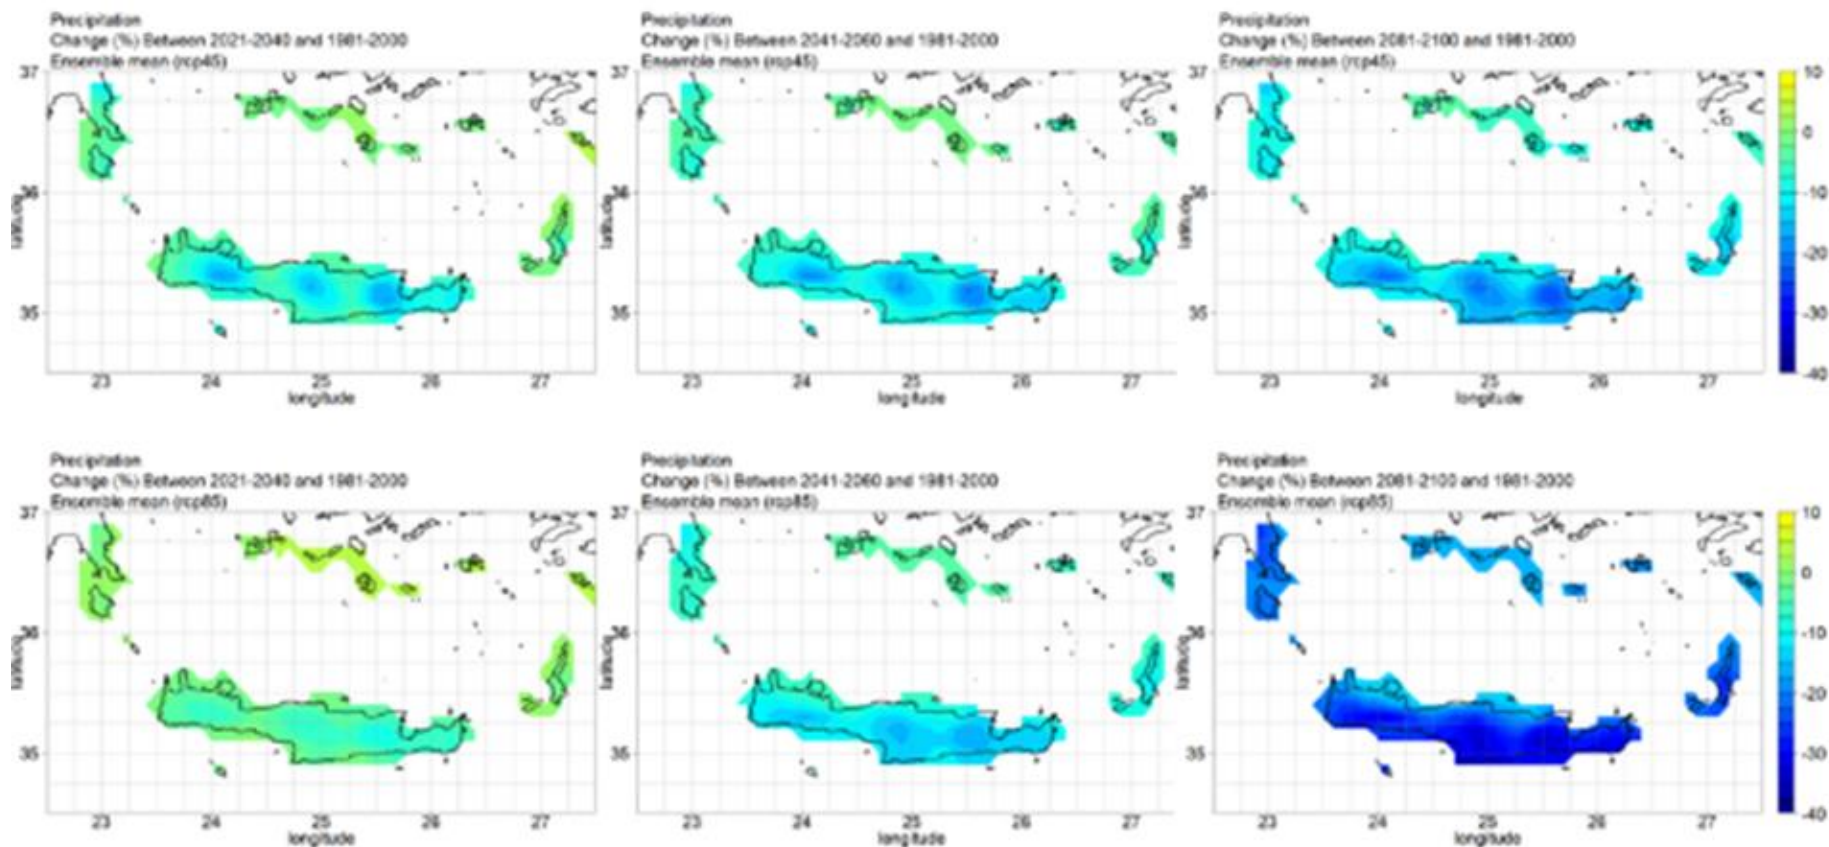 Precipitation
Change (%) Between 2021-2040 and 1981-2000
Ensemble mean (rcp45)
37
36
35
latitude
23 24 25 26 27
longitude
Precipitation
Change (%) Between 2041-2060 and 1981-2000
Ensemble mean (rcp45)
37
36
35
latitude
23 24 25 26 27
longitude
Precipitation
Change (%) Between 2081-2100 and 1981-2000
Ensemble mean (rcp45)
37
36
35
latitude
23 24 25 26 27
longitude
10
0
-10
-20
-30
-40
Precipitation
Change (%) Between 2021-2040 and 1981-2000
Ensemble mean (rcp85)
37
36
35
latitude
23 24 25 26 27
longitude
Precipitation
Change (%) Between 2041-2060 and 1981-2000
Ensemble mean (rcp85)
37
36
35
latitude
23 24 25 26 27
longitude
Precipitation
Change (%) Between 2081-2100 and 1981-2000
Ensemble mean (rcp85)
37
36
35
latitude
23 24 25 26 27
longitude
10
0
-10
-20
-30
-40